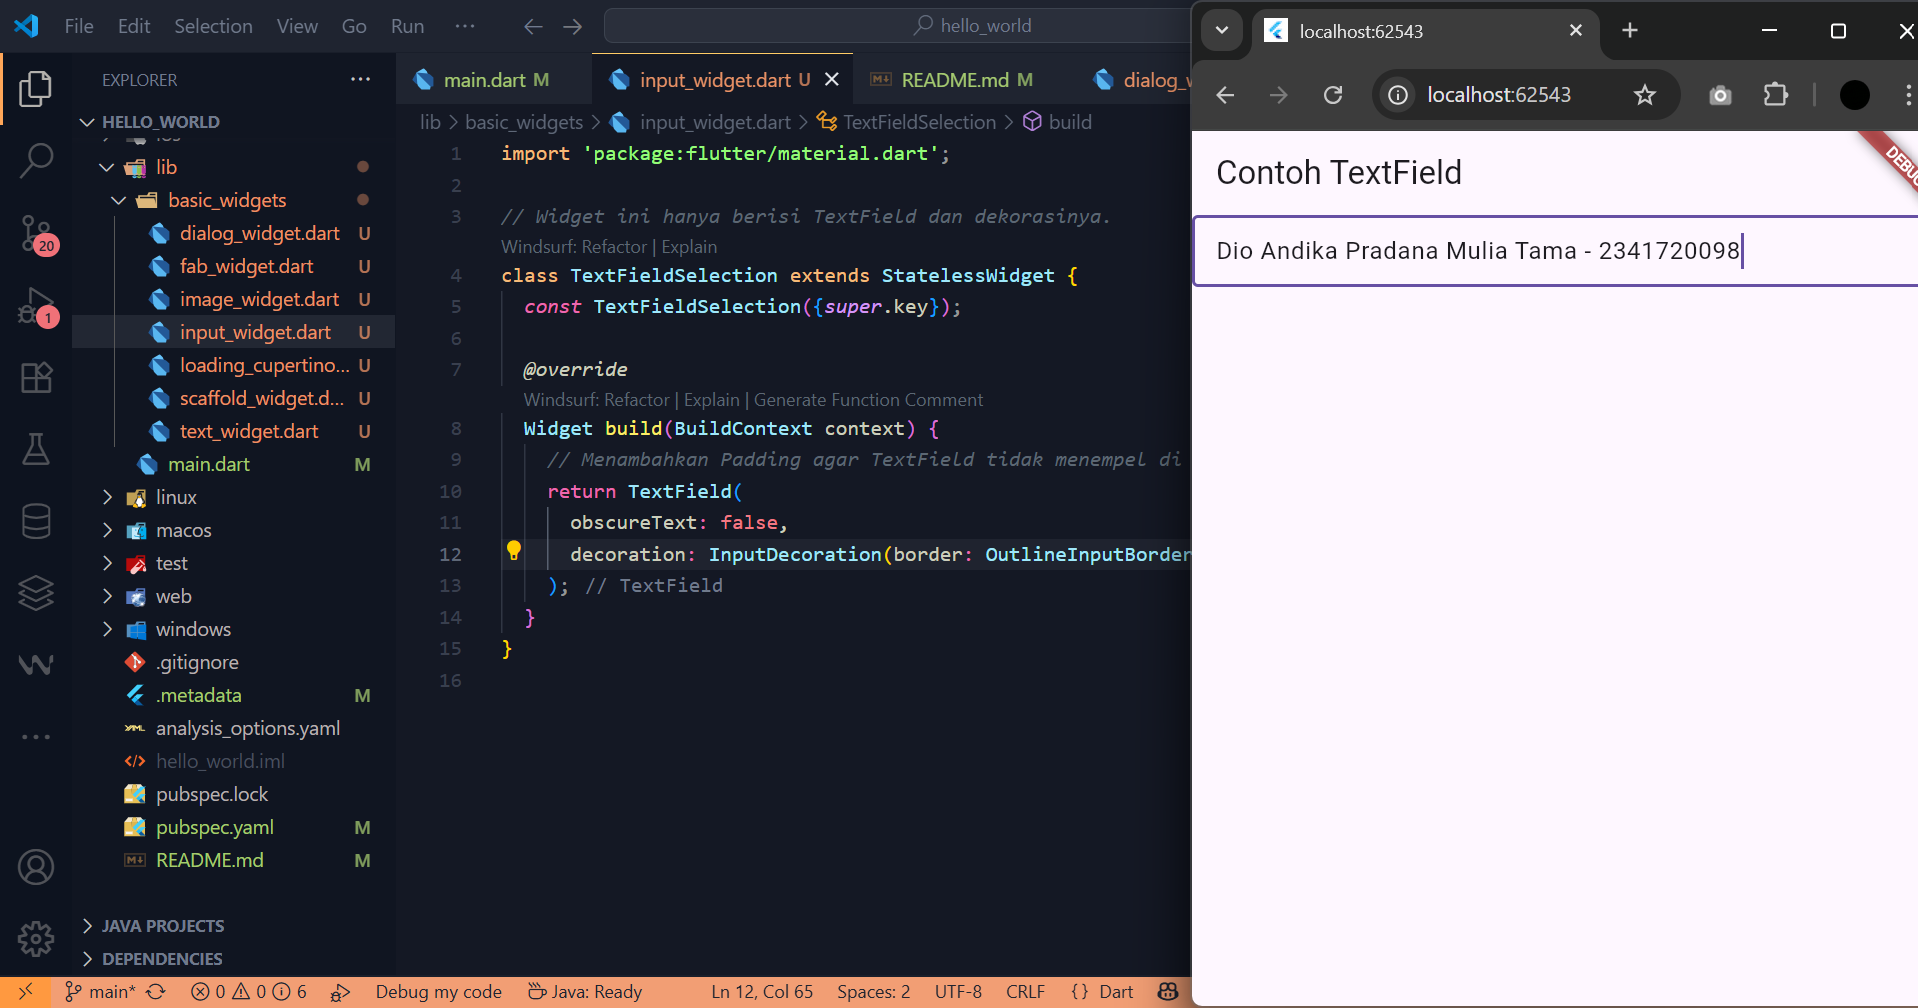 File Edit Selection View Go Run ··· hello_world
EXPLORER ···
HELLO_WORLD
lib
basic_widgets
dialog_widget.dart U
fab_widget.dart U
image_widget.dart U
input_widget.dart U
loading_cupertino... U
scaffold_widget.d... U
text_widget.dart U
main.dart M
linux
macos
test
web
windows
.gitignore
.metadata M
analysis_options.yaml
hello_world.iml
pubspec.lock
pubspec.yaml M
README.md M
JAVA PROJECTS
DEPENDENCIES
20
1
main.dart M input_widget.dart U README.md M dialog_w
lib > basic_widgets > input_widget.dart > TextFieldSelection > build
1 import 'package:flutter/material.dart';
2
3 // Widget ini hanya berisi TextField dan dekorasinya.
Windsurf: Refactor | Explain
4 class TextFieldSelection extends StatelessWidget {
5 const TextFieldSelection({super.key});
6
7 @override
Windsurf: Refactor | Explain | Generate Function Comment
8 Widget build(BuildContext context) {
9 // Menambahkan Padding agar TextField tidak menempel di
10 return TextField(
11 obscureText: false,
12 decoration: InputDecoration(border: OutlineInputBorder
13 ); // TextField
14 }
15 }
16
main* 0 0 6 Debug my code Java: Ready Ln 12, Col 65 Spaces: 2 UTF-8 CRLF {} Dart
localhost:62543
localhost:62543
Contoh TextField
DEBUG
Dio Andika Pradana Mulia Tama - 2341720098